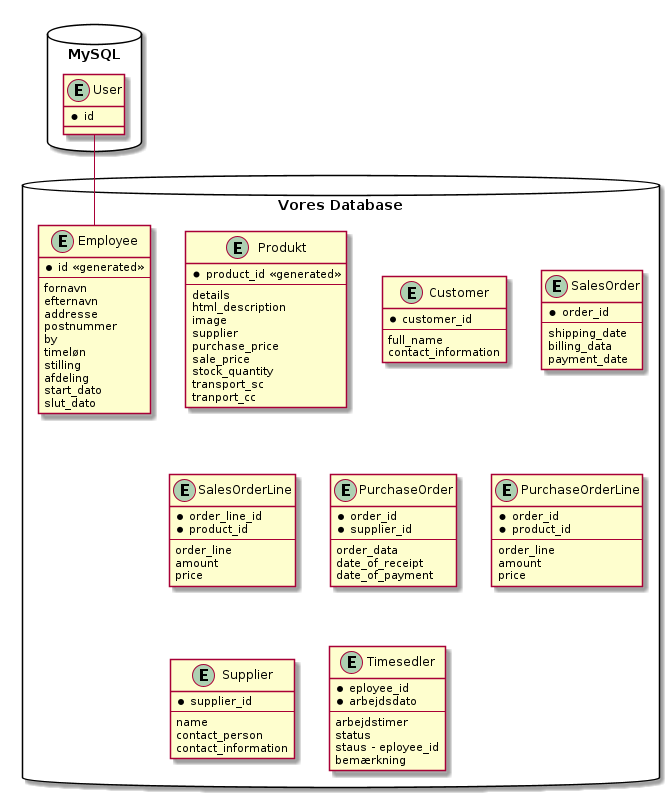 MySQL
E User
id
Vores Database
E Employee
id «generated»
fornavn
efternavn
addresse
postnummer
by
timeløn
stilling
afdeling
start_dato
slut_dato
E Produkt
product_id «generated»
details
html_description
image
supplier
purchase_price
sale_price
stock_quantity
transport_sc
tranport_cc
E Customer
customer_id
full_name
contact_information
E SalesOrder
order_id
shipping_date
billing_data
payment_date
E SalesOrderLine
order_line_id
product_id
order_line
amount
price
E PurchaseOrder
order_id
supplier_id
order_data
date_of_receipt
date_of_payment
E PurchaseOrderLine
order_id
product_id
order_line
amount
price
E Supplier
supplier_id
name
contact_person
contact_information
E Timesedler
eployee_id
arbejdsdato
arbejdstimer
status
staus - eployee_id
bemærkning